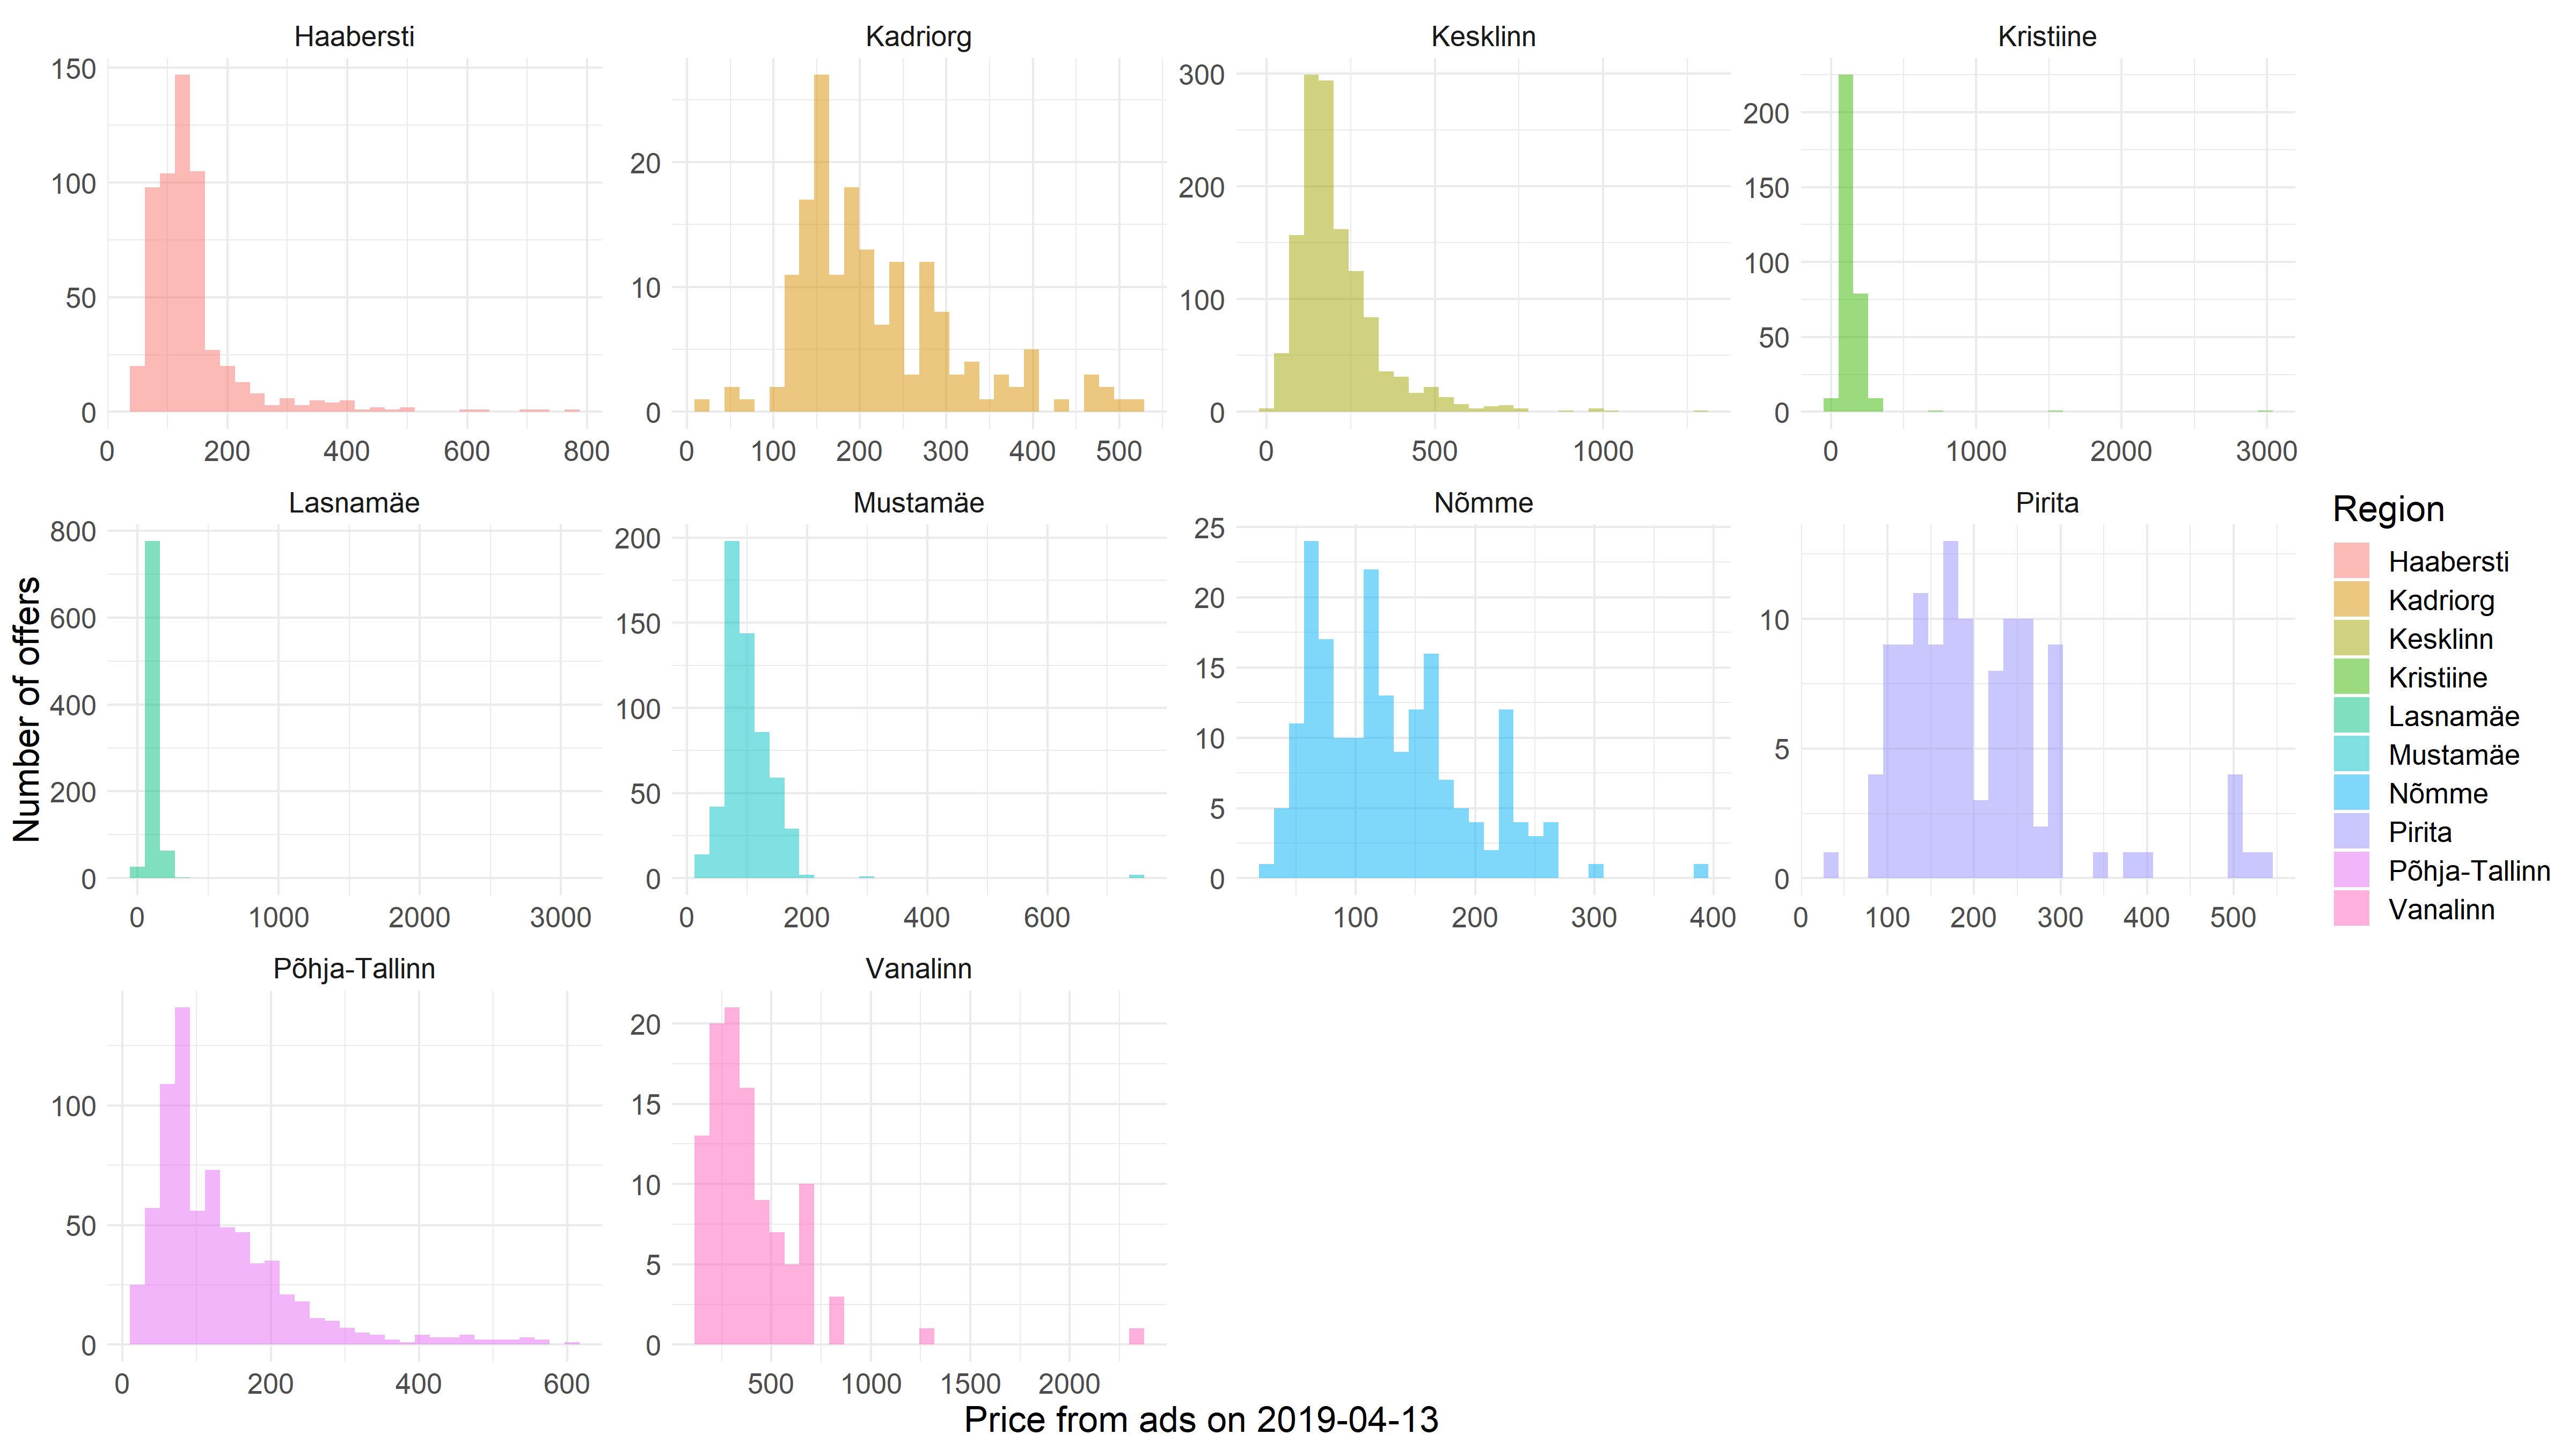 Haabersti
Kadriorg
Kesklinn
Kristiine
150
100
50
0
0 200 400 600 800
20
10
0
0 100 200 300 400 500
300
200
100
0
0 500 1000
200
150
100
50
0
0 1000 2000 3000
Lasnamäe
Mustamäe
Nõmme
Pirita
800
600
400
200
0
0 1000 2000 3000
200
150
100
50
0
0 200 400 600
25
20
15
10
5
0
100 200 300 400
10
5
0
0 100 200 300 400 500
Põhja-Tallinn
Vanalinn
100
50
0
0 200 400 600
20
15
10
5
0
500 1000 1500 2000
Number of offers
Price from ads on 2019-04-13
Region
Haabersti
Kadriorg
Kesklinn
Kristiine
Lasnamäe
Mustamäe
Nõmme
Pirita
Põhja-Tallinn
Vanalinn